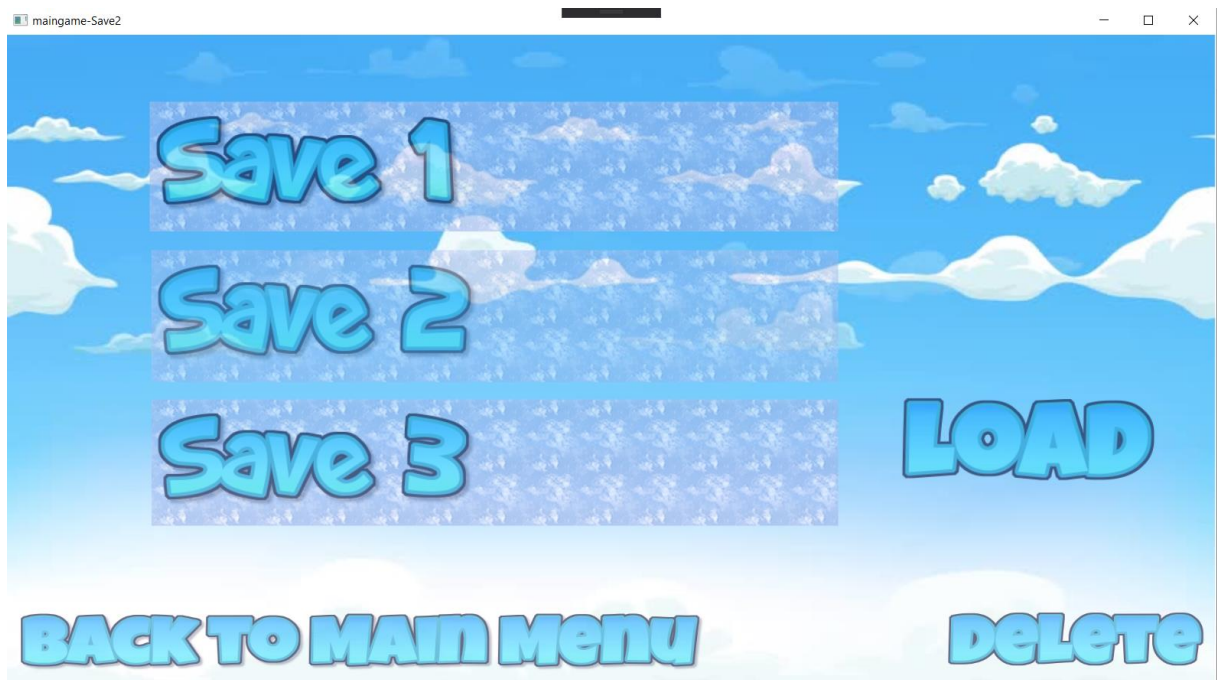 maingame-Save2
Save 1
Save 2
Save 3
LOAD
BACK TO MAIN MENU
DELETE